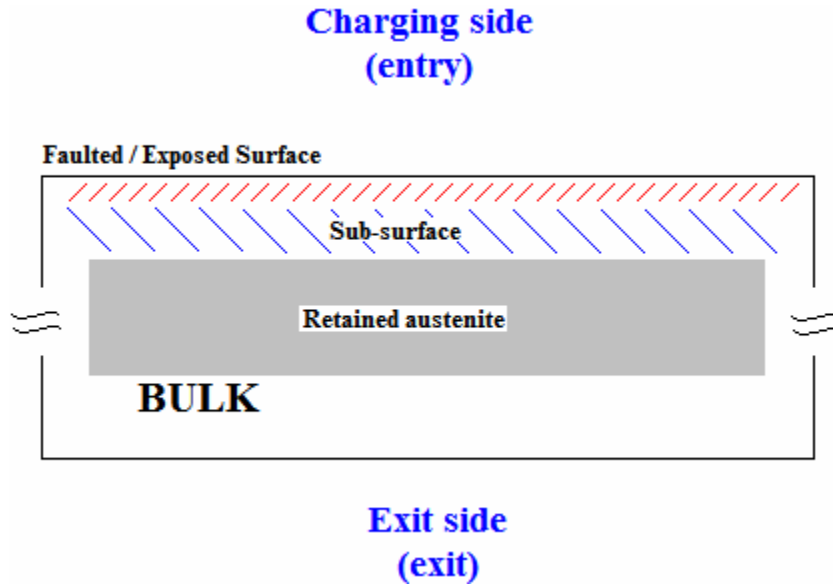 Charging side
(entry)
Faulted / Exposed Surface
Sub-surface
Retained austenite
BULK
Exit side
(exit)